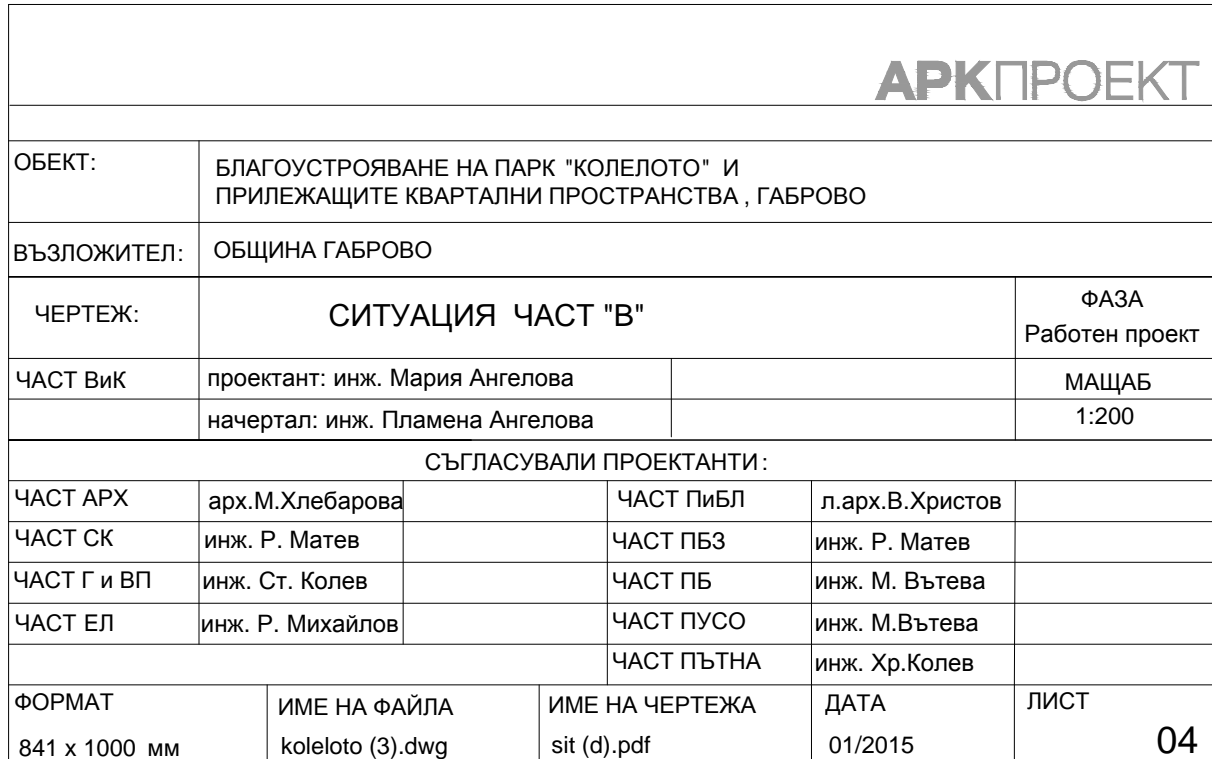 АРКПРОЕКТ
ОБЕКТ:
БЛАГОУСТРОЯВАНЕ НА ПАРК "КОЛЕЛОТО" И
ПРИЛЕЖАЩИТЕ КВАРТАЛНИ ПРОСТРАНСТВА , ГАБРОВО
ВЪЗЛОЖИТЕЛ: ОБЩИНА ГАБРОВО
ЧЕРТЕЖ: СИТУАЦИЯ ЧАСТ "В"
ФАЗА
Работен проект
ЧАСТ ВиК проектант: инж. Мария Ангелова МАЩАБ
начертал: инж. Пламена Ангелова 1:200
СЪГЛАСУВАЛИ ПРОЕКТАНТИ:
ЧАСТ АРХ арх.М.Хлебарова ЧАСТ ПиБЛ л.арх.В.Христов
ЧАСТ СК инж. Р. Матев ЧАСТ ПБЗ инж. Р. Матев
ЧАСТ Г и ВП инж. Ст. Колев ЧАСТ ПБ инж. М. Вътева
ЧАСТ ЕЛ инж. Р. Михайлов ЧАСТ ПУСО инж. М.Вътева
ЧАСТ ПЪТНА инж. Хр.Колев
ФОРМАТ ИМЕ НА ФАЙЛА ИМЕ НА ЧЕРТЕЖА ДАТА ЛИСТ
841 x 1000 мм koleloto (3).dwg sit (d).pdf 01/2015 04